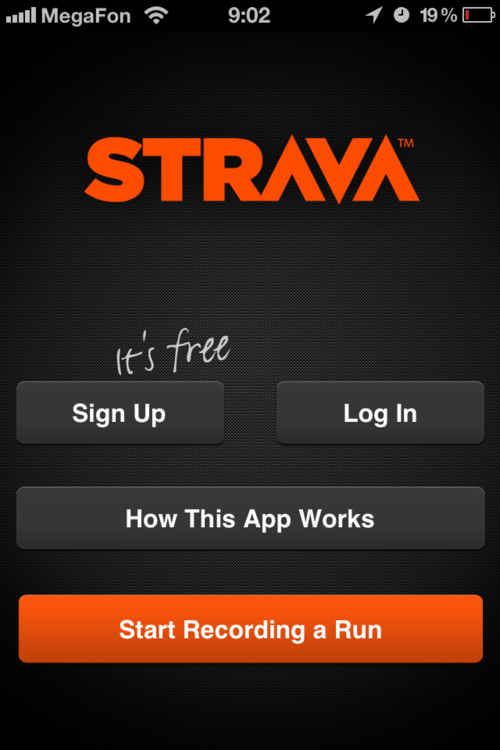 MegaFon 9:02 19%
STRAVA™
It's free
Sign Up Log In
How This App Works
Start Recording a Run